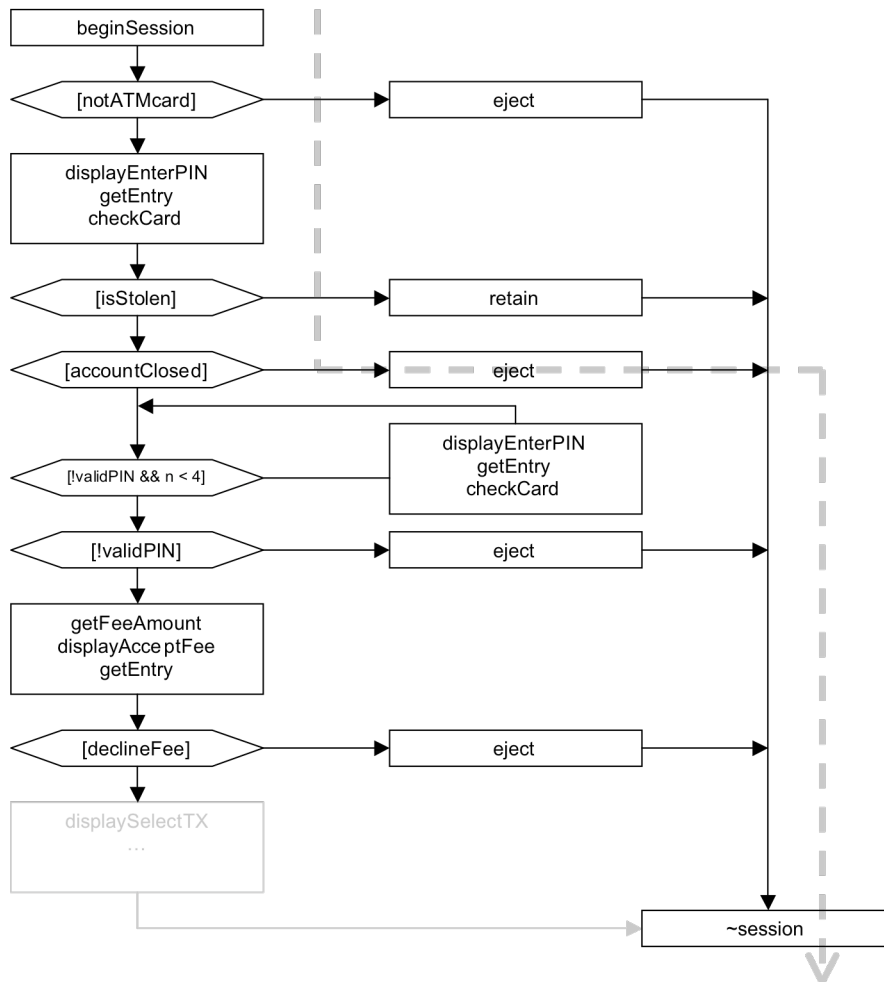 beginSession
[notATMcard]
eject
displayEnterPIN
getEntry
checkCard
[isStolen]
retain
[accountClosed]
eject
displayEnterPIN
getEntry
checkCard
[!validPIN && n < 4]
[!validPIN]
eject
getFeeAmount
displayAcceptFee
getEntry
[declineFee]
eject
displaySelectTX
...
~session